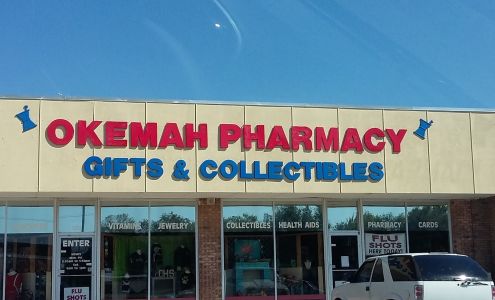 OKEMAH PHARMACY
GIFTS & COLLECTIBLES
VITAMINS JEWELRY COLLECTIBLES HEALTH AIDS PHARMACY CARDS
ENTER
FLU
SHOTS
HERE TODAY!
FLU
SHOTS